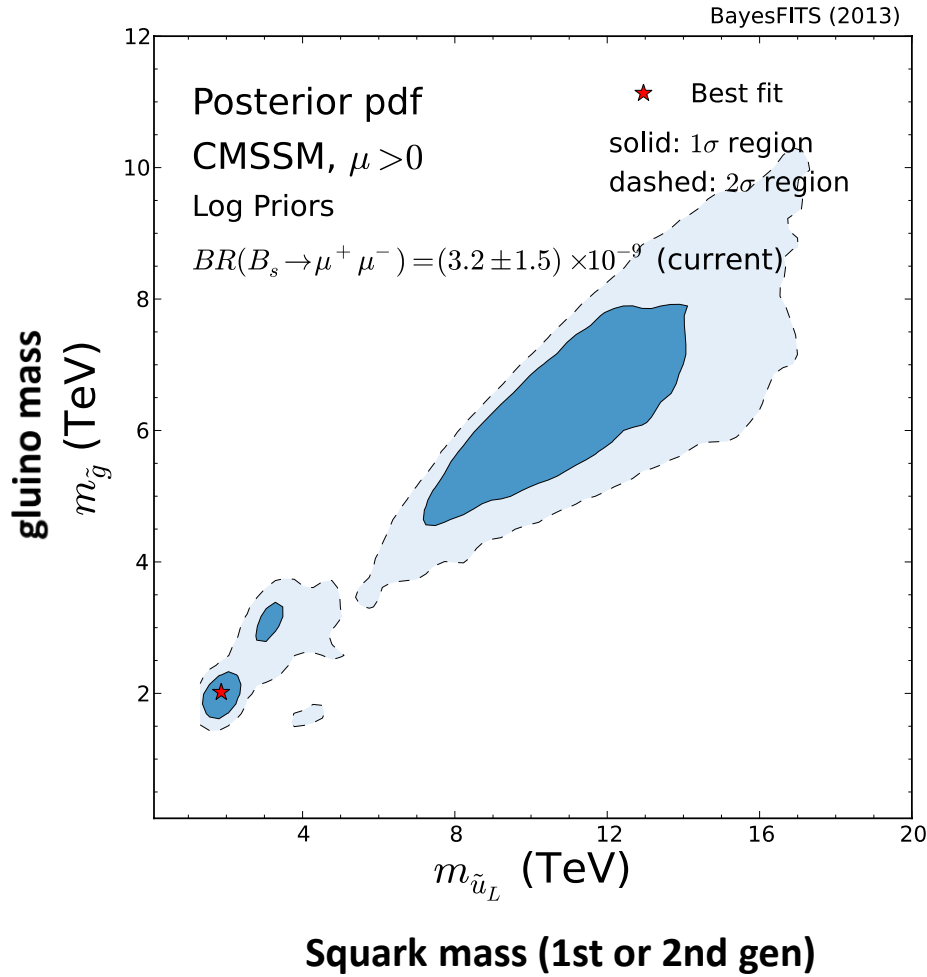 BayesFITS (2013)
12
10
8
6
4
2
Posterior pdf
CMSSM, μ >0
Log Priors
BR(B_s → μ⁺ μ⁻) = (3.2 ± 1.5) ×10⁻⁹ (current)
Best fit
solid: 1σ region
dashed: 2σ region
gluino mass
m_g̃ (TeV)
4
8
12
16
20
m_ũ_L (TeV)
Squark mass (1st or 2nd gen)